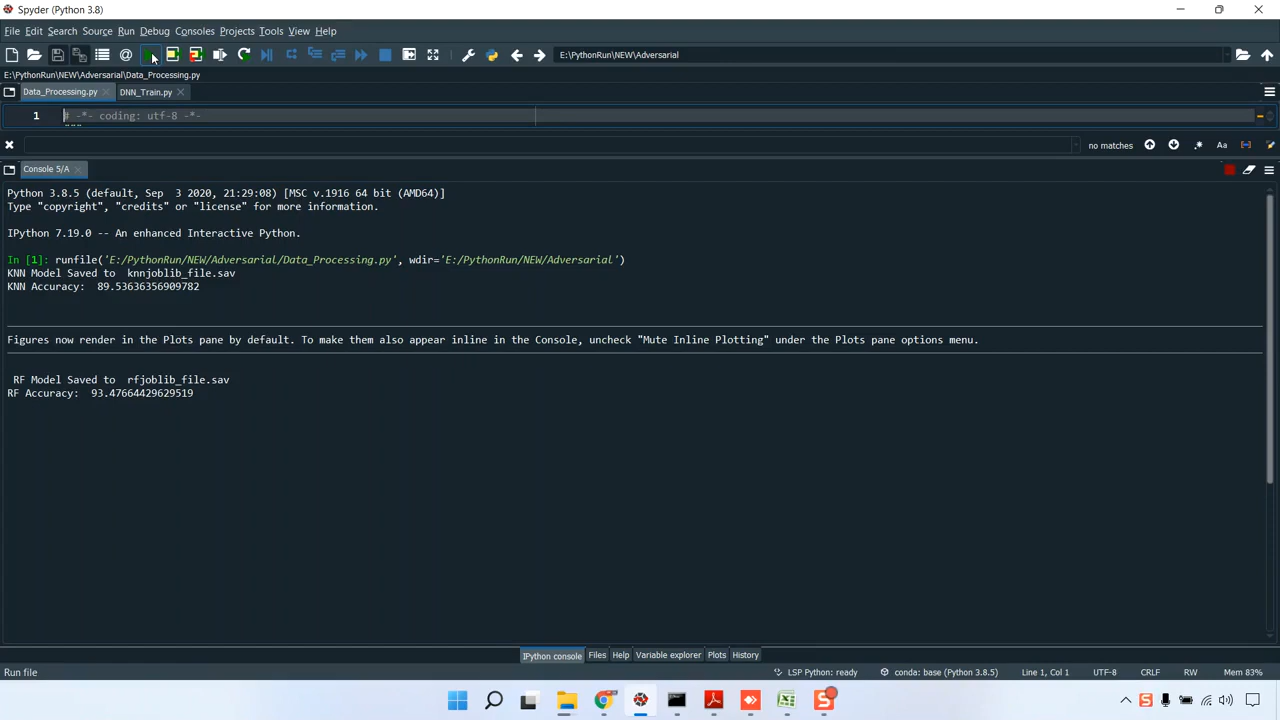 Spyder (Python 3.8)
File Edit Search Source Run Debug Consoles Projects Tools View Help
E:\PythonRun\NEW\Adversarial
E:\PythonRun\NEW\Adversarial\Data_Processing.py
Data_Processing.py DNN_Train.py
1 # -*- coding: utf-8 -*-
no matches
Aa
Console 5/A
Python 3.8.5 (default, Sep  3 2020, 21:29:08) [MSC v.1916 64 bit (AMD64)]
Type "copyright", "credits" or "license" for more information.
IPython 7.19.0 -- An enhanced Interactive Python.
In [1]: runfile('E:/PythonRun/NEW/Adversarial/Data_Processing.py', wdir='E:/PythonRun/NEW/Adversarial')
KNN Model Saved to  knnjoblib_file.sav
KNN Accuracy:  89.53636356909782
Figures now render in the Plots pane by default. To make them also appear inline in the Console, uncheck "Mute Inline Plotting" under the Plots pane options menu.
RF Model Saved to  rfjoblib_file.sav
RF Accuracy:  93.47664429629519
IPython console Files Help Variable explorer Plots History
Run file LSP Python: ready conda: base (Python 3.8.5) Line 1, Col 1 UTF-8 CRLF RW Mem 83%